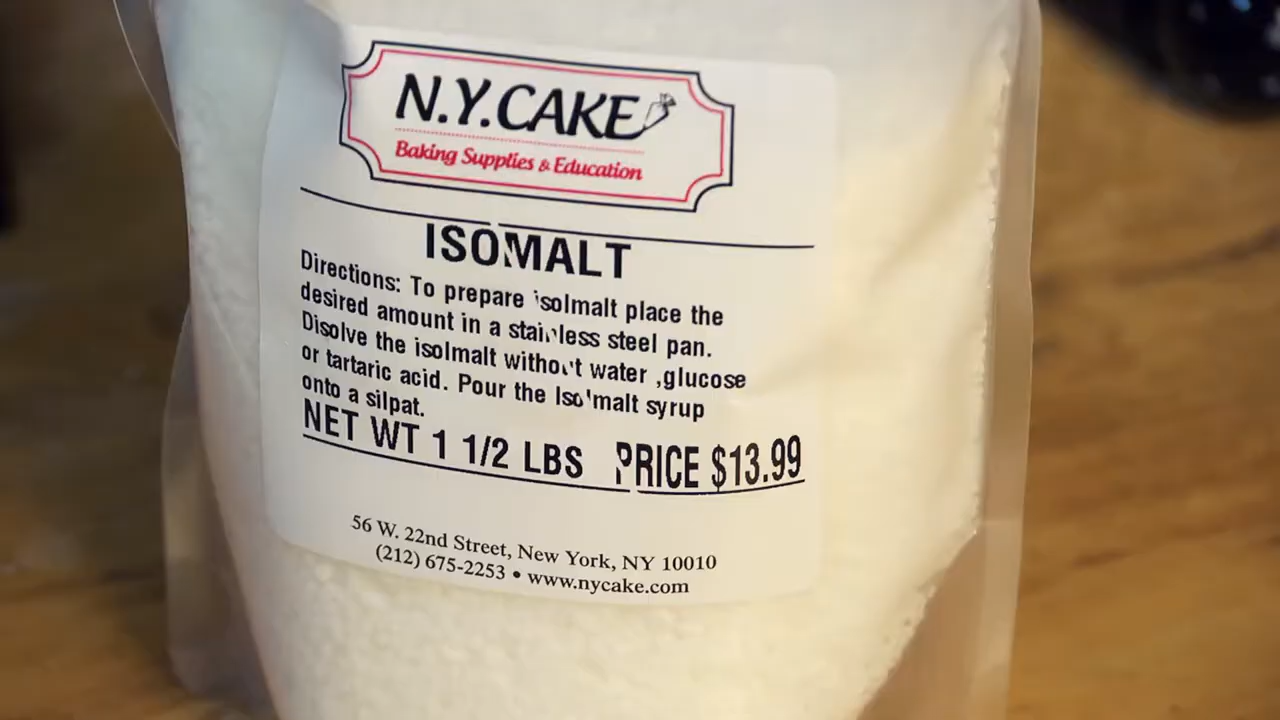 N.Y.CAKE
Baking Supplies & Education
ISOMALT
Directions: To prepare isolmalt place the
desired amount in a stainless steel pan.
Disolve the isolmalt without water ,glucose
or tartaric acid. Pour the Iso'malt syrup
onto a silpat.
NET WT 1 1/2 LBS PRICE $13.99
56 W. 22nd Street, New York, NY 10010
(212) 675-2253 • www.nycake.com